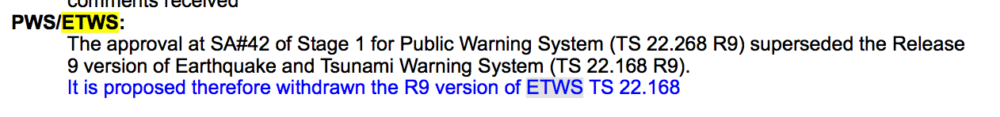 comments received
PWS/ETWS:
The approval at SA#42 of Stage 1 for Public Warning System (TS 22.268 R9) superseded the Release
9 version of Earthquake and Tsunami Warning System (TS 22.168 R9).
It is proposed therefore withdrawn the R9 version of ETWS TS 22.168